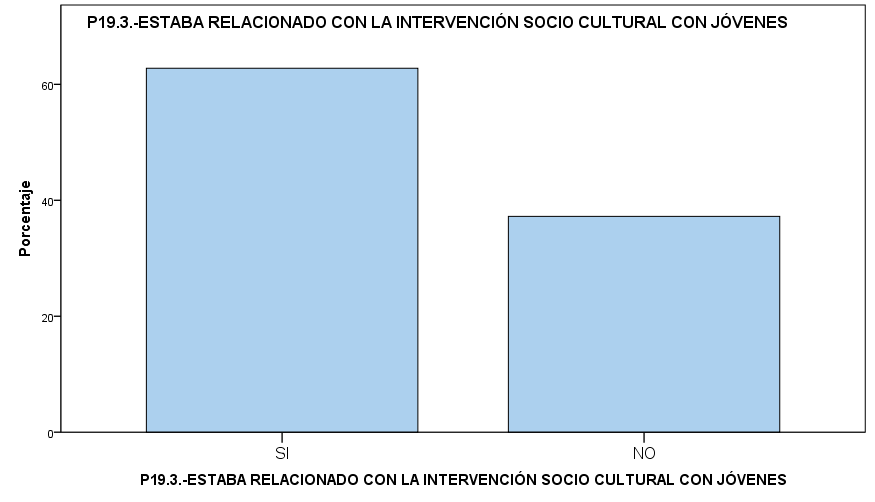 P19.3.-ESTABA RELACIONADO CON LA INTERVENCIÓN SOCIO CULTURAL CON JÓVENES
Porcentaje
60
40
20
0
SI
NO
P19.3.-ESTABA RELACIONADO CON LA INTERVENCIÓN SOCIO CULTURAL CON JÓVENES